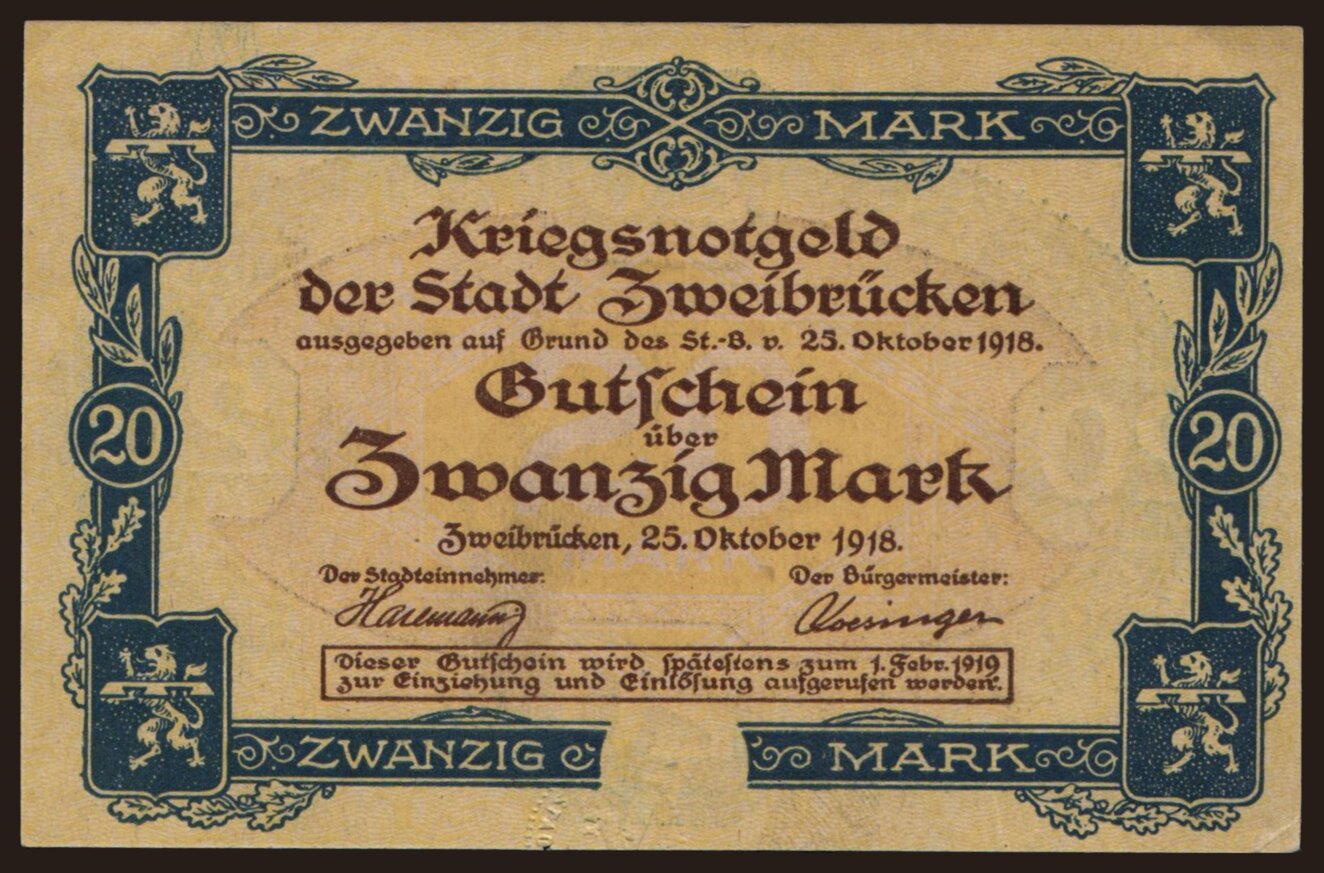 ZWANZIG MARK
Kriegsnotgeld
der Stadt Zweibrücken
ausgegeben auf Grund des St.-B. v. 25. Oktober 1918.
Gutschein
über
20 20
Zwanzig Mark
Zweibrücken, 25. Oktober 1918.
MARK
Der Stadteinnehmer: Der Bürgermeister:
Dieser Gutschein wird spätestens zum 1. Febr. 1919
zur Einziehung und Einlösung aufgerufen werden.
ZWANZIG MARK